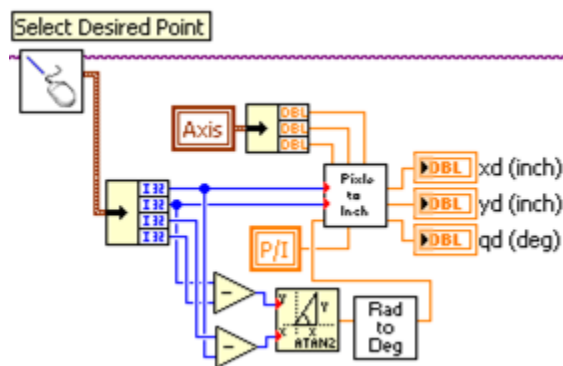 Select Desired Point
Axis
DBL
DBL
DBL
I32
I32
I32
I32
Pixle
to
Inch
DBL
xd (inch)
DBL
yd (inch)
DBL
qd (deg)
P/I
-
-
Y
Y
X
X
ATAN2
Rad
to
Deg